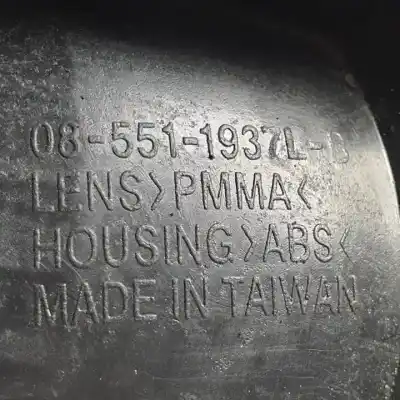 08-551-1937L-B
LENS>PMMA<
HOUSING>ABS<
MADE IN TAIWAN